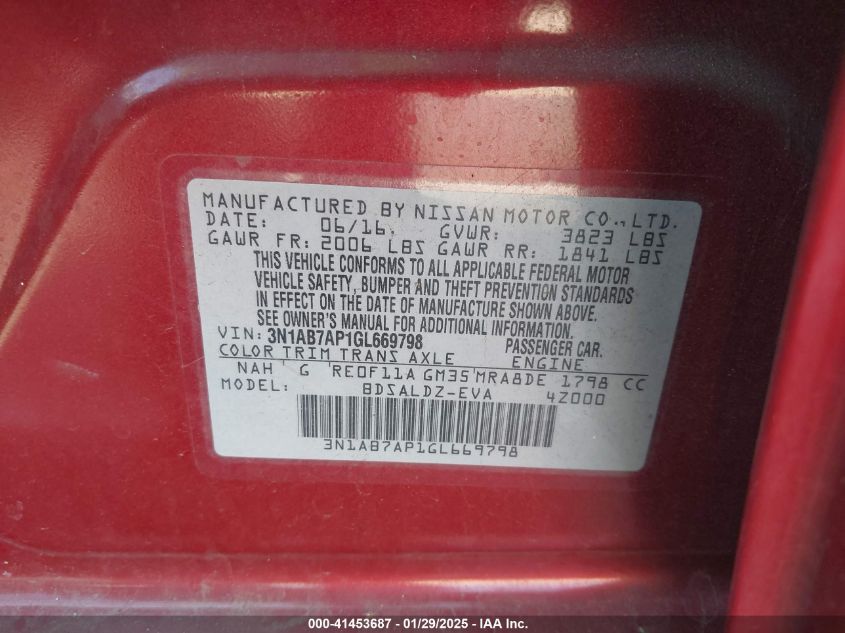 MANUFACTURED BY NISSAN MOTOR CO., LTD.
DATE: 06/16 GVWR: 3823 LBS
GAWR FR: 2006 LBS GAWR RR: 1841 LBS
THIS VEHICLE CONFORMS TO ALL APPLICABLE FEDERAL MOTOR
VEHICLE SAFETY, BUMPER AND THEFT PREVENTION STANDARDS
IN EFFECT ON THE DATE OF MANUFACTURE SHOWN ABOVE.
SEE OWNER'S MANUAL FOR ADDITIONAL INFORMATION.
VIN: 3N1AB7AP1GL669798 PASSENGER CAR.
COLOR TRIM TRANS AXLE ENGINE
NAH G RE0F11A GM35 MRA8DE 1798 CC
MODEL: BDSALDZ-EVA 4Z000
3N1AB7AP1GL669798
000-41453687 - 01/29/2025 - IAA, Inc.